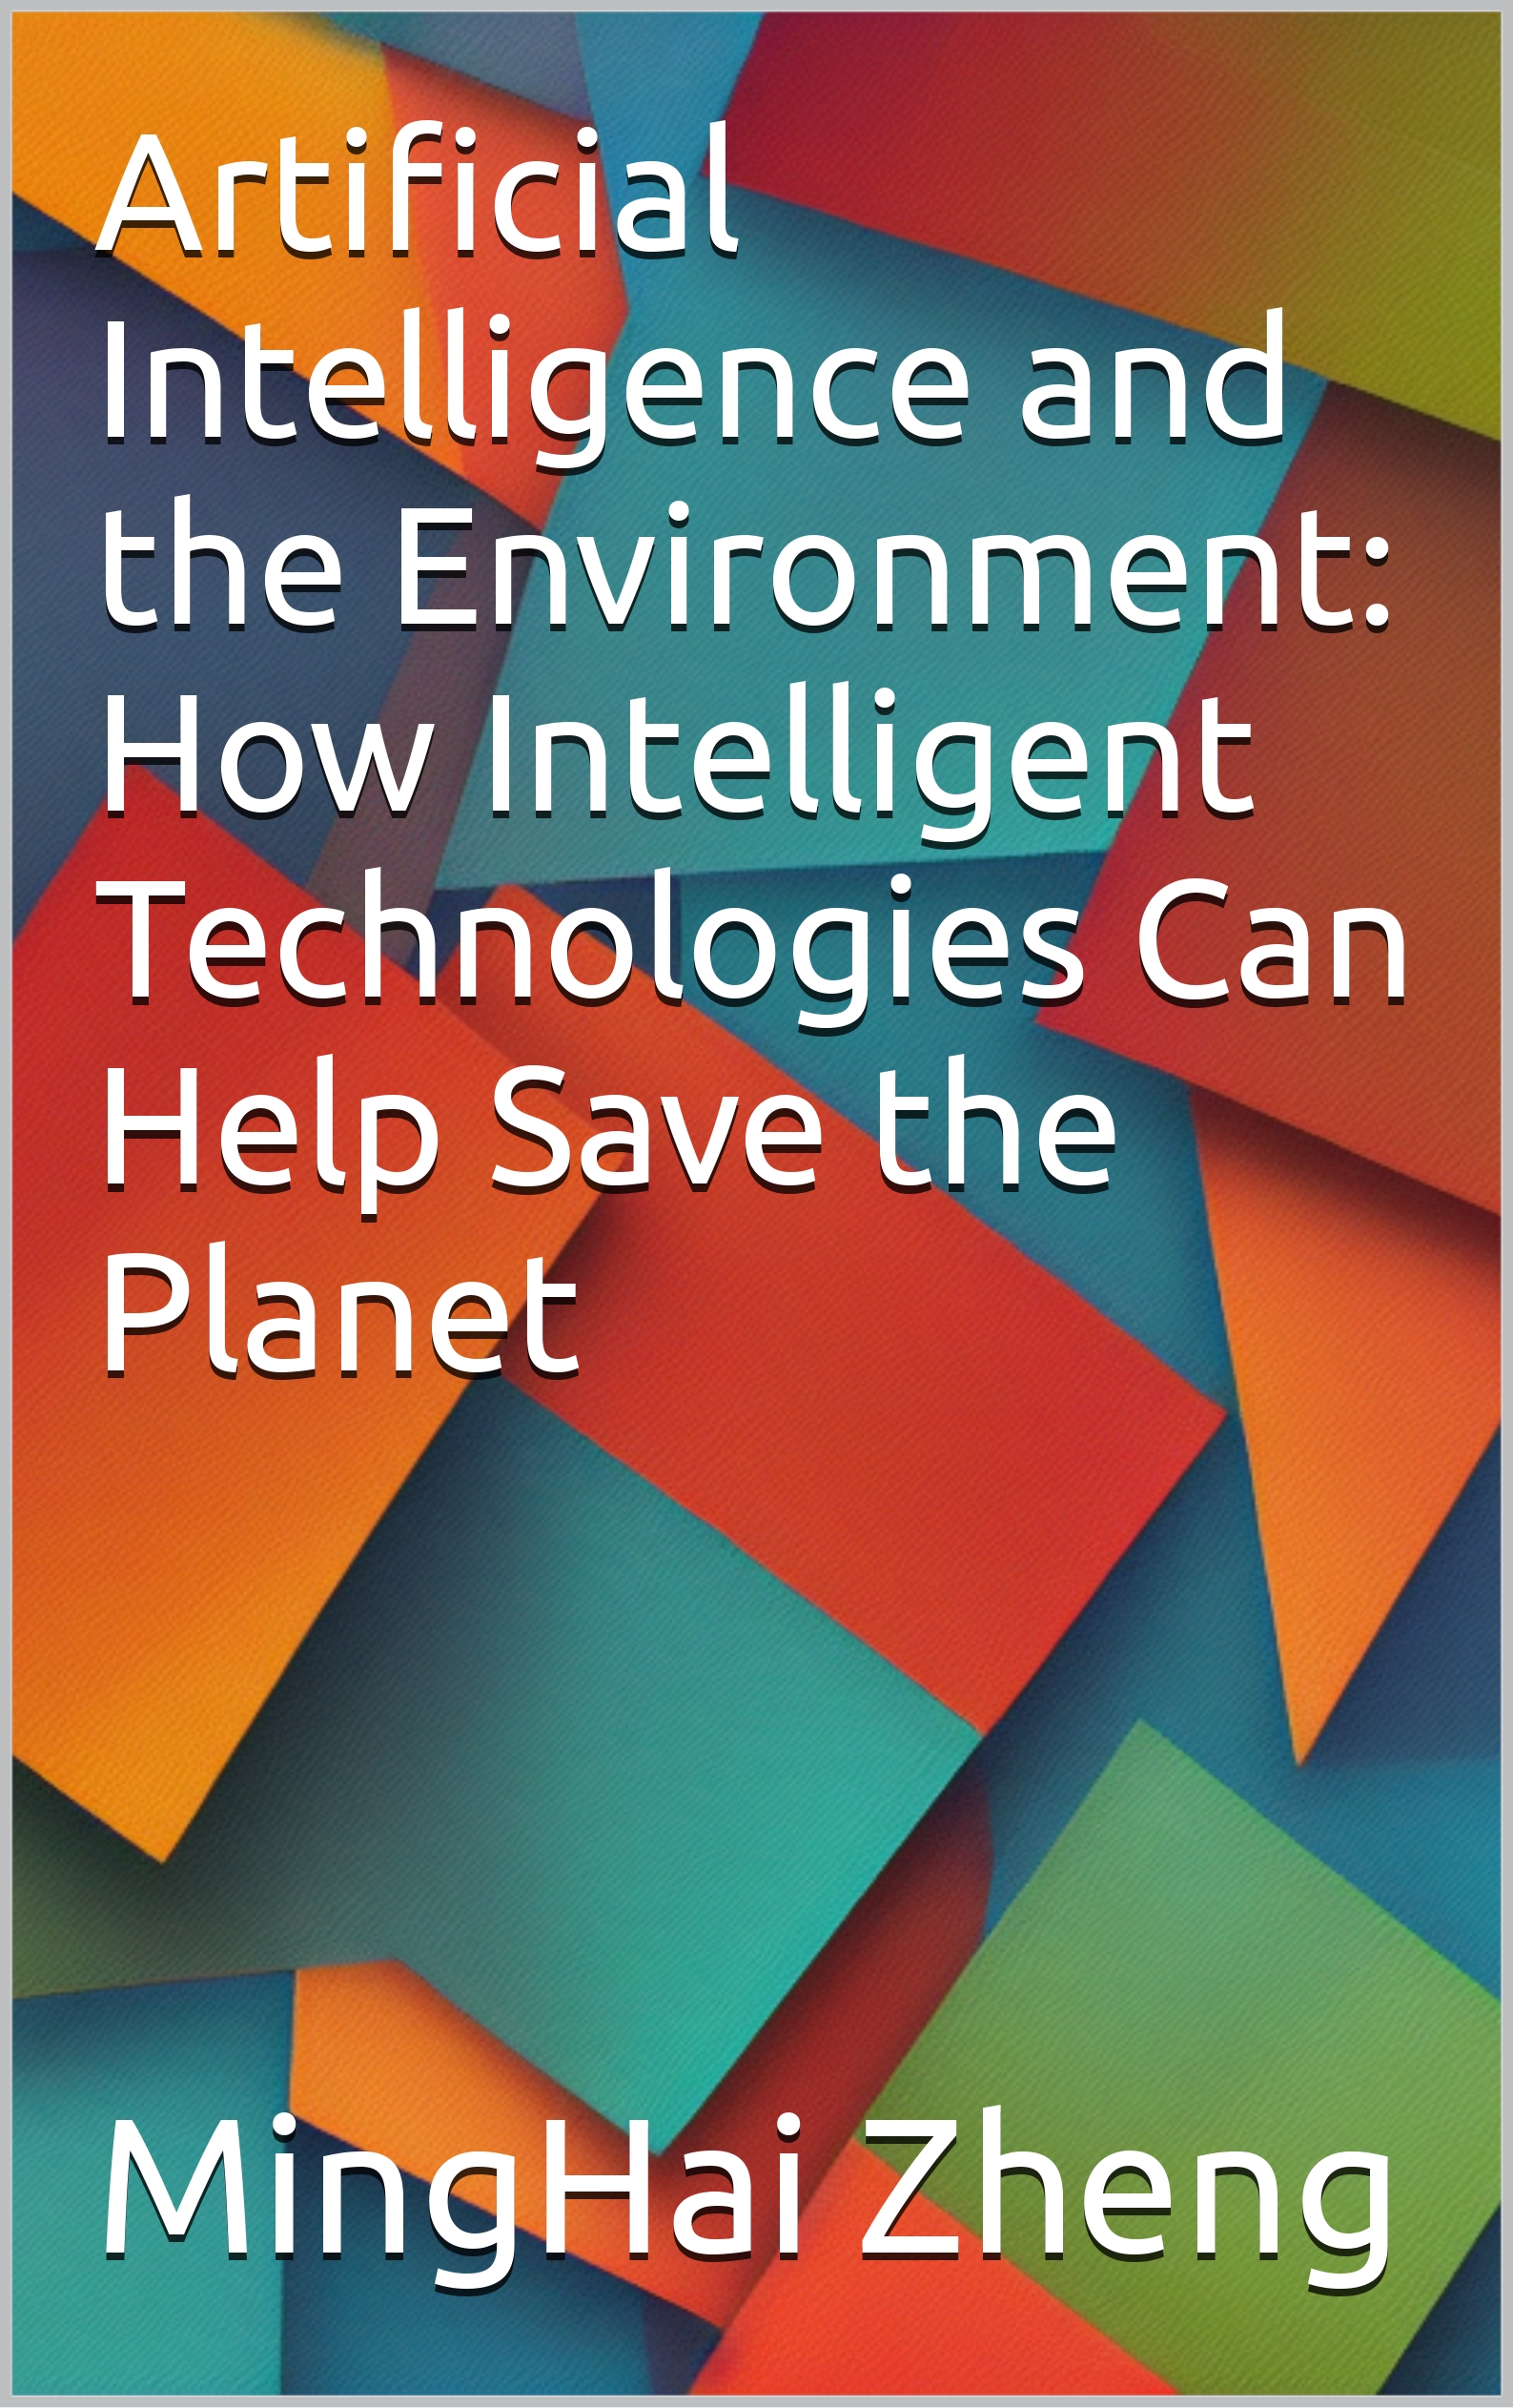 Artificial
Intelligence and
the Environment:
How Intelligent
Technologies Can
Help Save the
Planet
MingHai Zheng